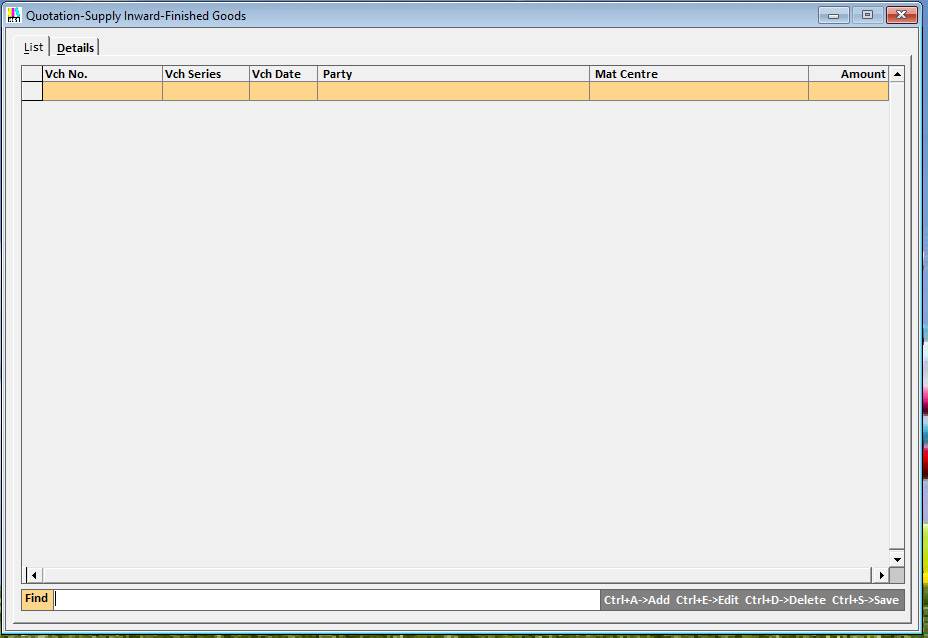 Quotation-Supply Inward-Finished Goods
List Details
Vch No. Vch Series Vch Date Party Mat Centre Amount
Find Ctrl+A->Add Ctrl+E->Edit Ctrl+D->Delete Ctrl+S->Save